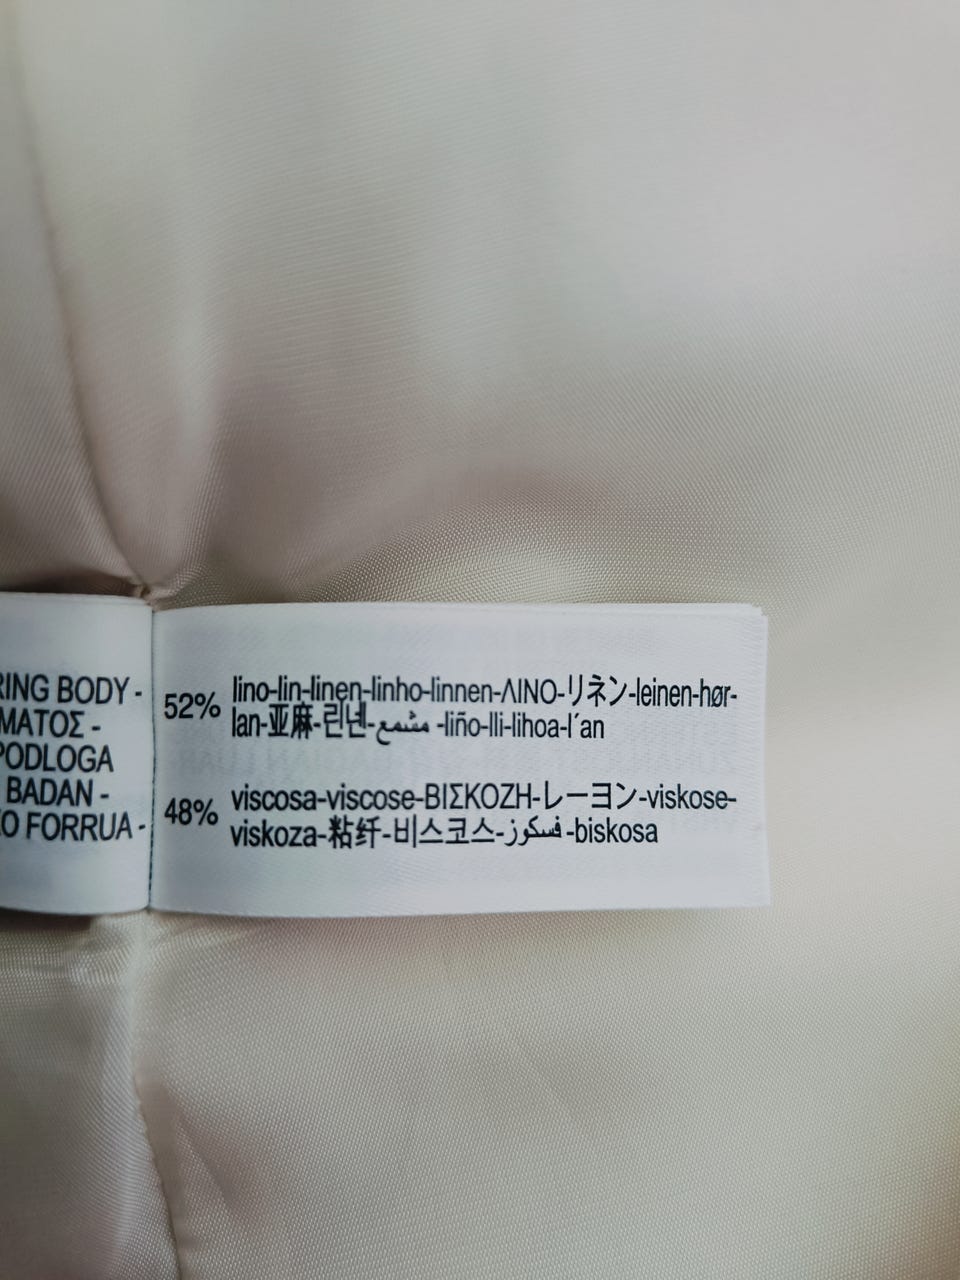 RING BODY -
ΜΑΤΟΣ -
PODLOGA
BADAN -
ZO FORRUA -
52% lino-lin-linen-linho-linnen-ΛΙΝΟ-リネン-leinen-hør-
lan-亚麻-린넨-مشمع -liño-lli-lihoa-l´an
48% viscosa-viscose-ΒΙΣΚΟΖΗ-レーヨン-viskose-
viskoza-粘纤-비스코스-فسكوز-biskosa